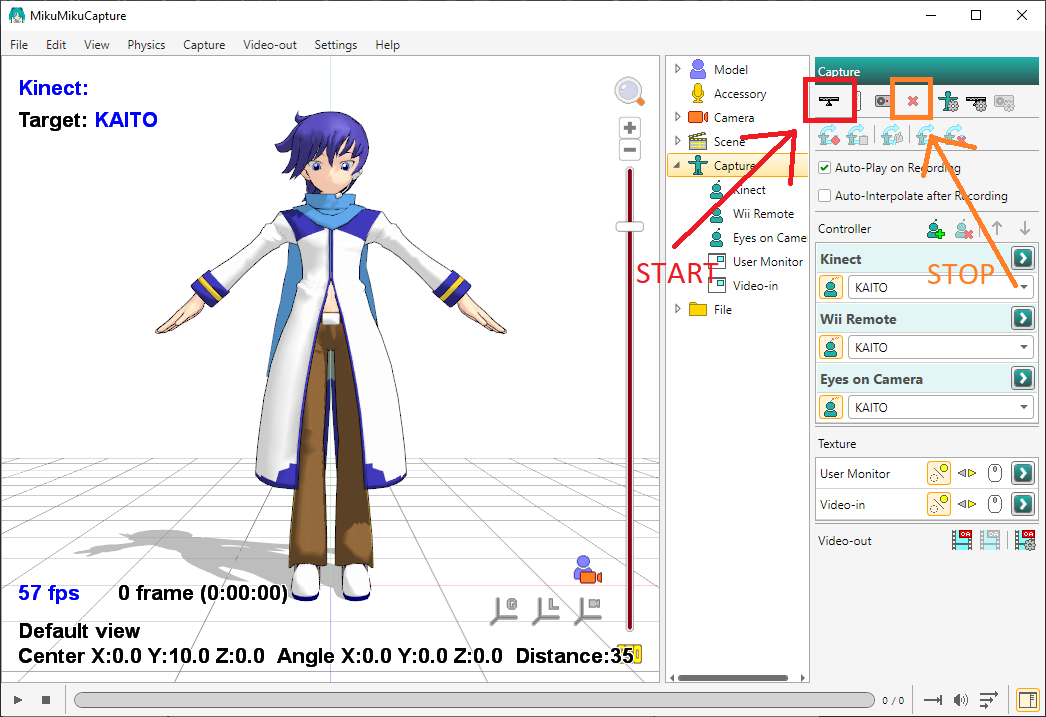 MikuMikuCapture
File Edit View Physics Capture Video-out Settings Help
Kinect:
Target: KAITO
57 fps 0 frame (0:00:00)
G L
Default view
Center X:0.0 Y:10.0 Z:0.0 Angle X:0.0 Y:0.0 Z:0.0 Distance:35
0 / 0
Model
Accessory
Camera
Scene
Capture
Kinect
Wii Remote
Eyes on Came
User Monitor
Video-in
File
START
STOP
Capture
Auto-Play on Recording
Auto-Interpolate after Recording
Controller
Kinect
KAITO
Wii Remote
KAITO
Eyes on Camera
KAITO
Texture
User Monitor
Video-in
Video-out